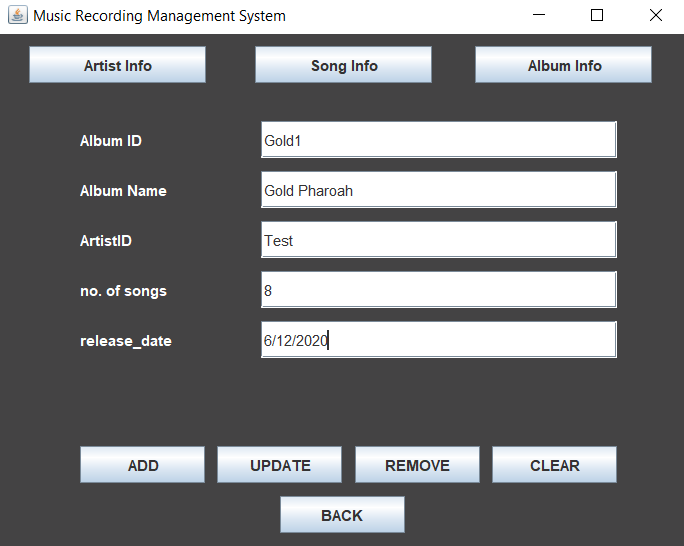 Music Recording Management System
Artist Info Song Info Album Info
Album ID Gold1
Album Name Gold Pharoah
ArtistID Test
no. of songs 8
release_date 6/12/2020
ADD UPDATE REMOVE CLEAR
BACK